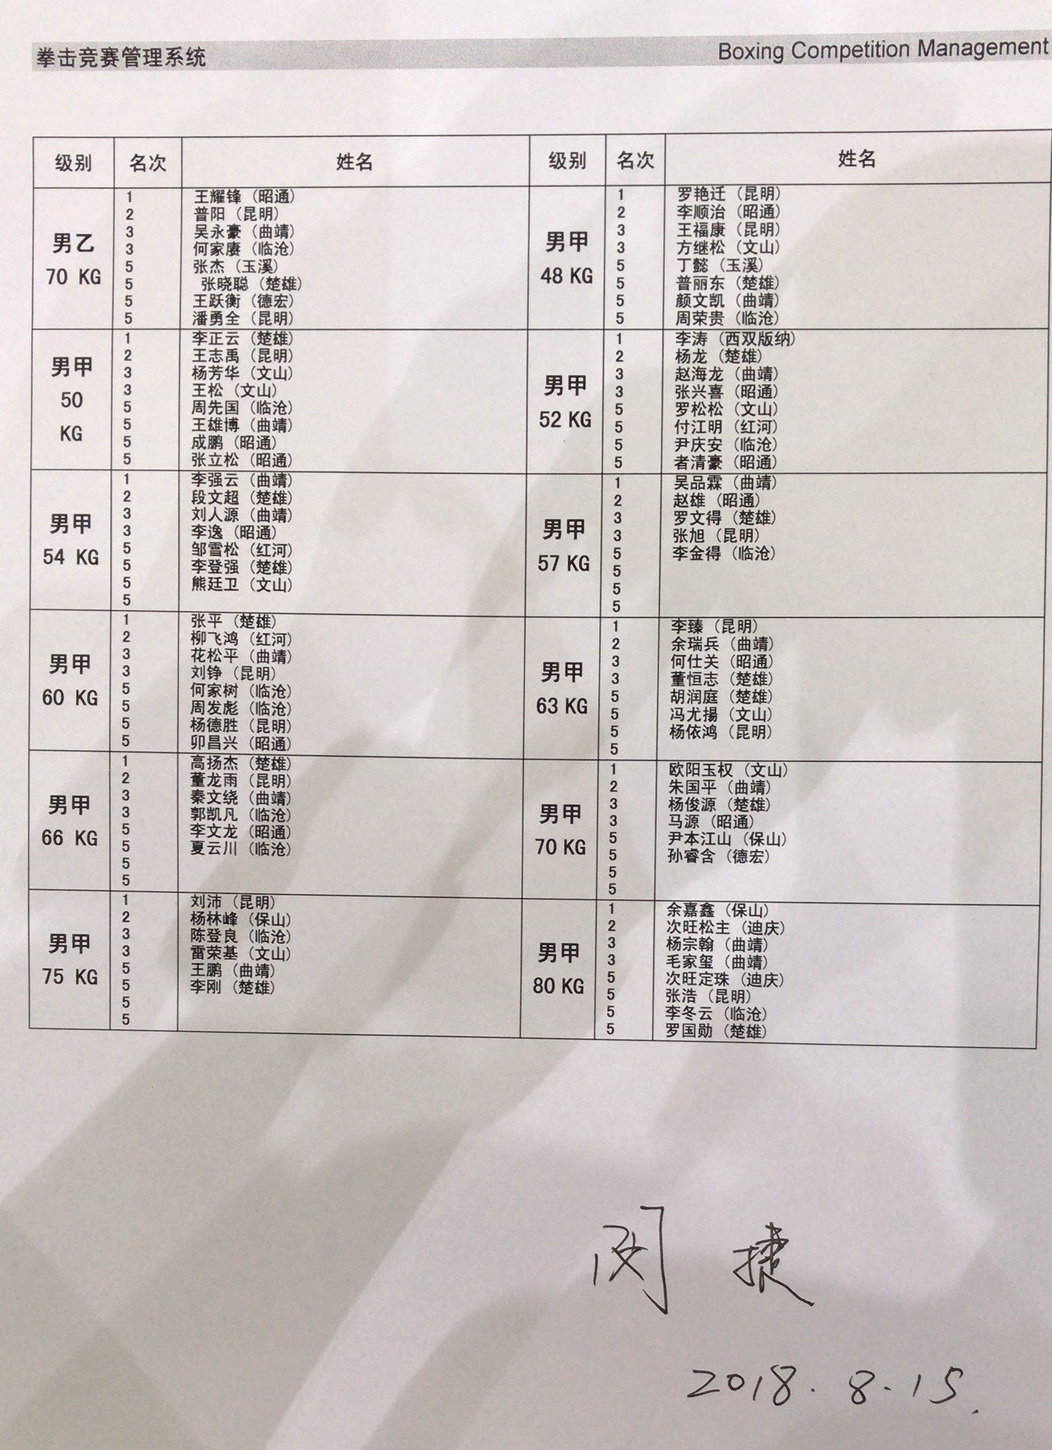 拳击竞赛管理系统 Boxing Competition Management
级别 名次 姓名 级别 名次 姓名
男乙
70 KG
1 王耀锋（昭通）
2 普阳（昆明）
3 吴永豪（曲靖）
3 何家赓（临沧）
5 张杰（玉溪）
5 张晓聪（楚雄）
5 王跃衡（德宏）
5 潘勇全（昆明）
男甲
48 KG
1 罗艳迁（昆明）
2 李顺治（昭通）
3 王福康（昆明）
3 方继松（文山）
5 丁懿（玉溪）
5 普丽东（楚雄）
5 颜文凯（曲靖）
5 周荣贵（临沧）
男甲
50
KG
1 李正云（楚雄）
2 王志禹（昆明）
3 杨芳华（文山）
3 王松（文山）
5 周先国（临沧）
5 王雄博（曲靖）
5 成鹏（昭通）
5 张立松（昭通）
男甲
52 KG
1 李涛（西双版纳）
2 杨龙（楚雄）
3 赵海龙（曲靖）
3 张兴喜（昭通）
5 罗松松（文山）
5 付江明（红河）
5 尹庆安（临沧）
5 者清豪（昭通）
男甲
54 KG
1 李强云（曲靖）
2 段文超（楚雄）
3 刘人源（曲靖）
3 李逸（昭通）
5 邹雪松（红河）
5 李登强（楚雄）
5 熊廷卫（文山）
5
男甲
57 KG
1 吴品霖（曲靖）
2 赵雄（昭通）
3 罗文得（楚雄）
3 张旭（昆明）
5 李金得（临沧）
5
5
5
男甲
60 KG
1 张平（楚雄）
2 柳飞鸿（红河）
3 花松平（曲靖）
3 刘铮（昆明）
5 何家树（临沧）
5 周发彪（临沧）
5 杨德胜（昆明）
5 卯昌兴（昭通）
男甲
63 KG
1 李臻（昆明）
2 余瑞兵（曲靖）
3 何仕关（昭通）
3 董恒志（楚雄）
5 胡润庭（楚雄）
5 冯尤揚（文山）
5 杨依鸿（昆明）
5
男甲
66 KG
1 高扬杰（楚雄）
2 董龙雨（昆明）
3 秦文绕（曲靖）
3 郭凯凡（临沧）
5 李文龙（昭通）
5 夏云川（临沧）
5
5
男甲
70 KG
1 欧阳玉权（文山）
2 朱国平（曲靖）
3 杨俊源（楚雄）
3 马源（昭通）
5 尹本江山（保山）
5 孙睿含（德宏）
5
5
男甲
75 KG
1 刘沛（昆明）
2 杨林峰（保山）
3 陈登良（临沧）
3 雷荣基（文山）
5 王鹏（曲靖）
5 李刚（楚雄）
5
5
男甲
80 KG
1 余嘉鑫（保山）
2 次旺松主（迪庆）
3 杨宗翰（曲靖）
3 毛家玺（曲靖）
5 次旺定珠（迪庆）
5 张浩（昆明）
5 李冬云（临沧）
5 罗国勋（楚雄）
闵 捷
2018.8.15.